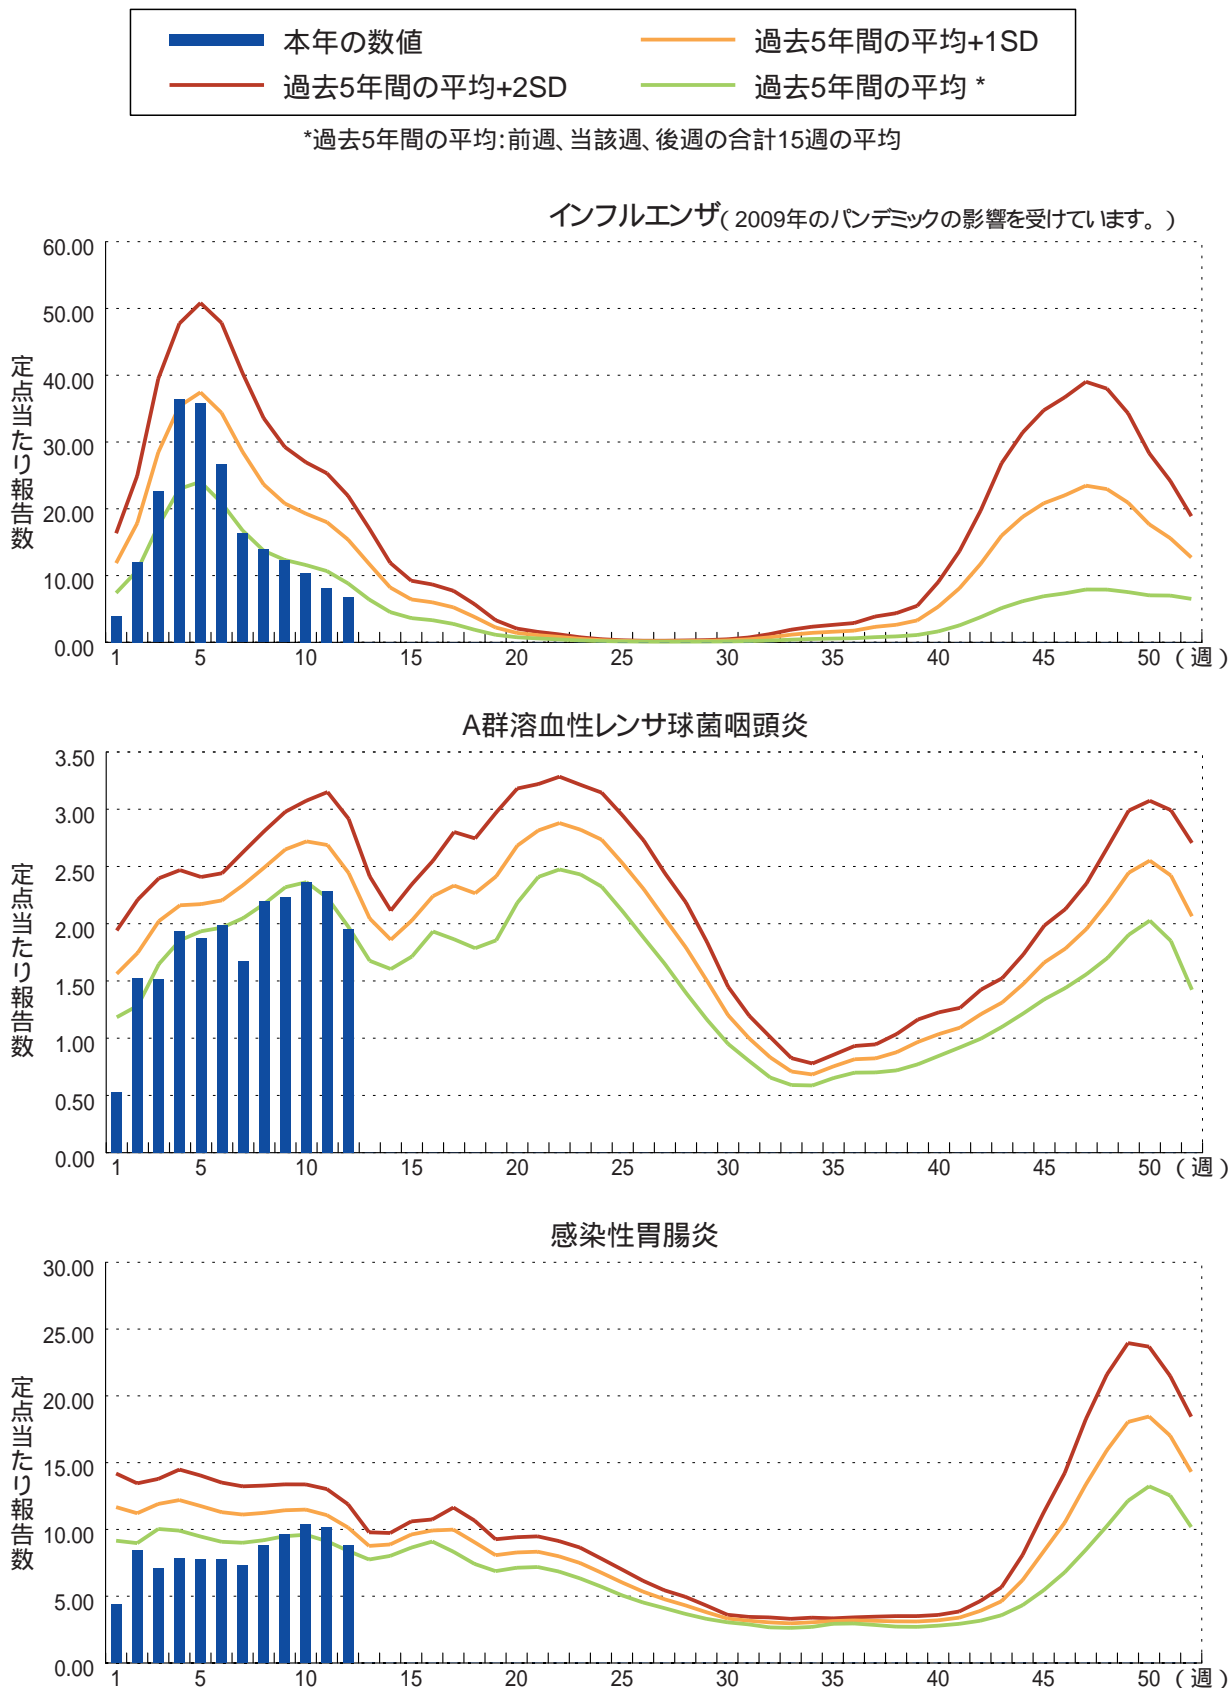 本年の数値
過去5年間の平均+1SD
過去5年間の平均+2SD
過去5年間の平均 *
*過去5年間の平均:前週、当該週、後週の合計15週の平均
インフルエンザ( 2009年のパンデミックの影響を受けています。 )
定点当たり報告数
60.00
50.00
40.00
30.00
20.00
10.00
0.00
1 5 10 15 20 25 30 35 40 45 50 (週)
A群溶血性レンサ球菌咽頭炎
定点当たり報告数
3.50
3.00
2.50
2.00
1.50
1.00
0.50
0.00
1 5 10 15 20 25 30 35 40 45 50 (週)
感染性胃腸炎
定点当たり報告数
30.00
25.00
20.00
15.00
10.00
5.00
0.00
1 5 10 15 20 25 30 35 40 45 50 (週)